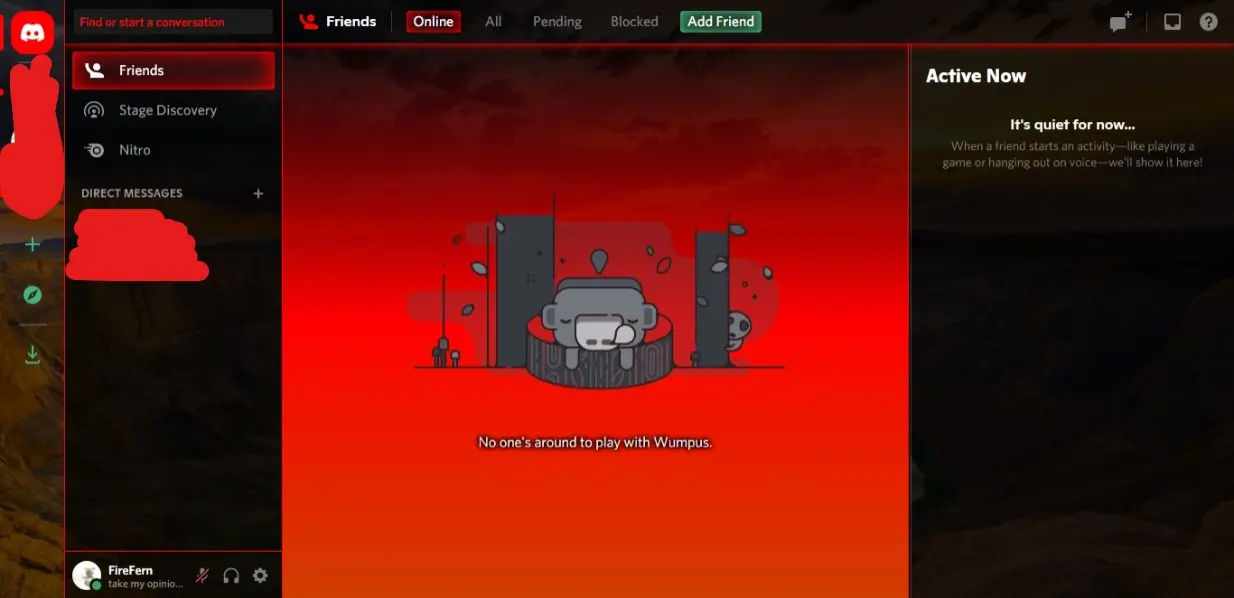 Find or start a conversation
Friends
Online
All
Pending
Blocked
Add Friend
Friends
Stage Discovery
Nitro
DIRECT MESSAGES
No one's around to play with Wumpus.
Active Now
It's quiet for now...
When a friend starts an activity—like playing a
game or hanging out on voice—we'll show it here!
FireFern
take my opinio...